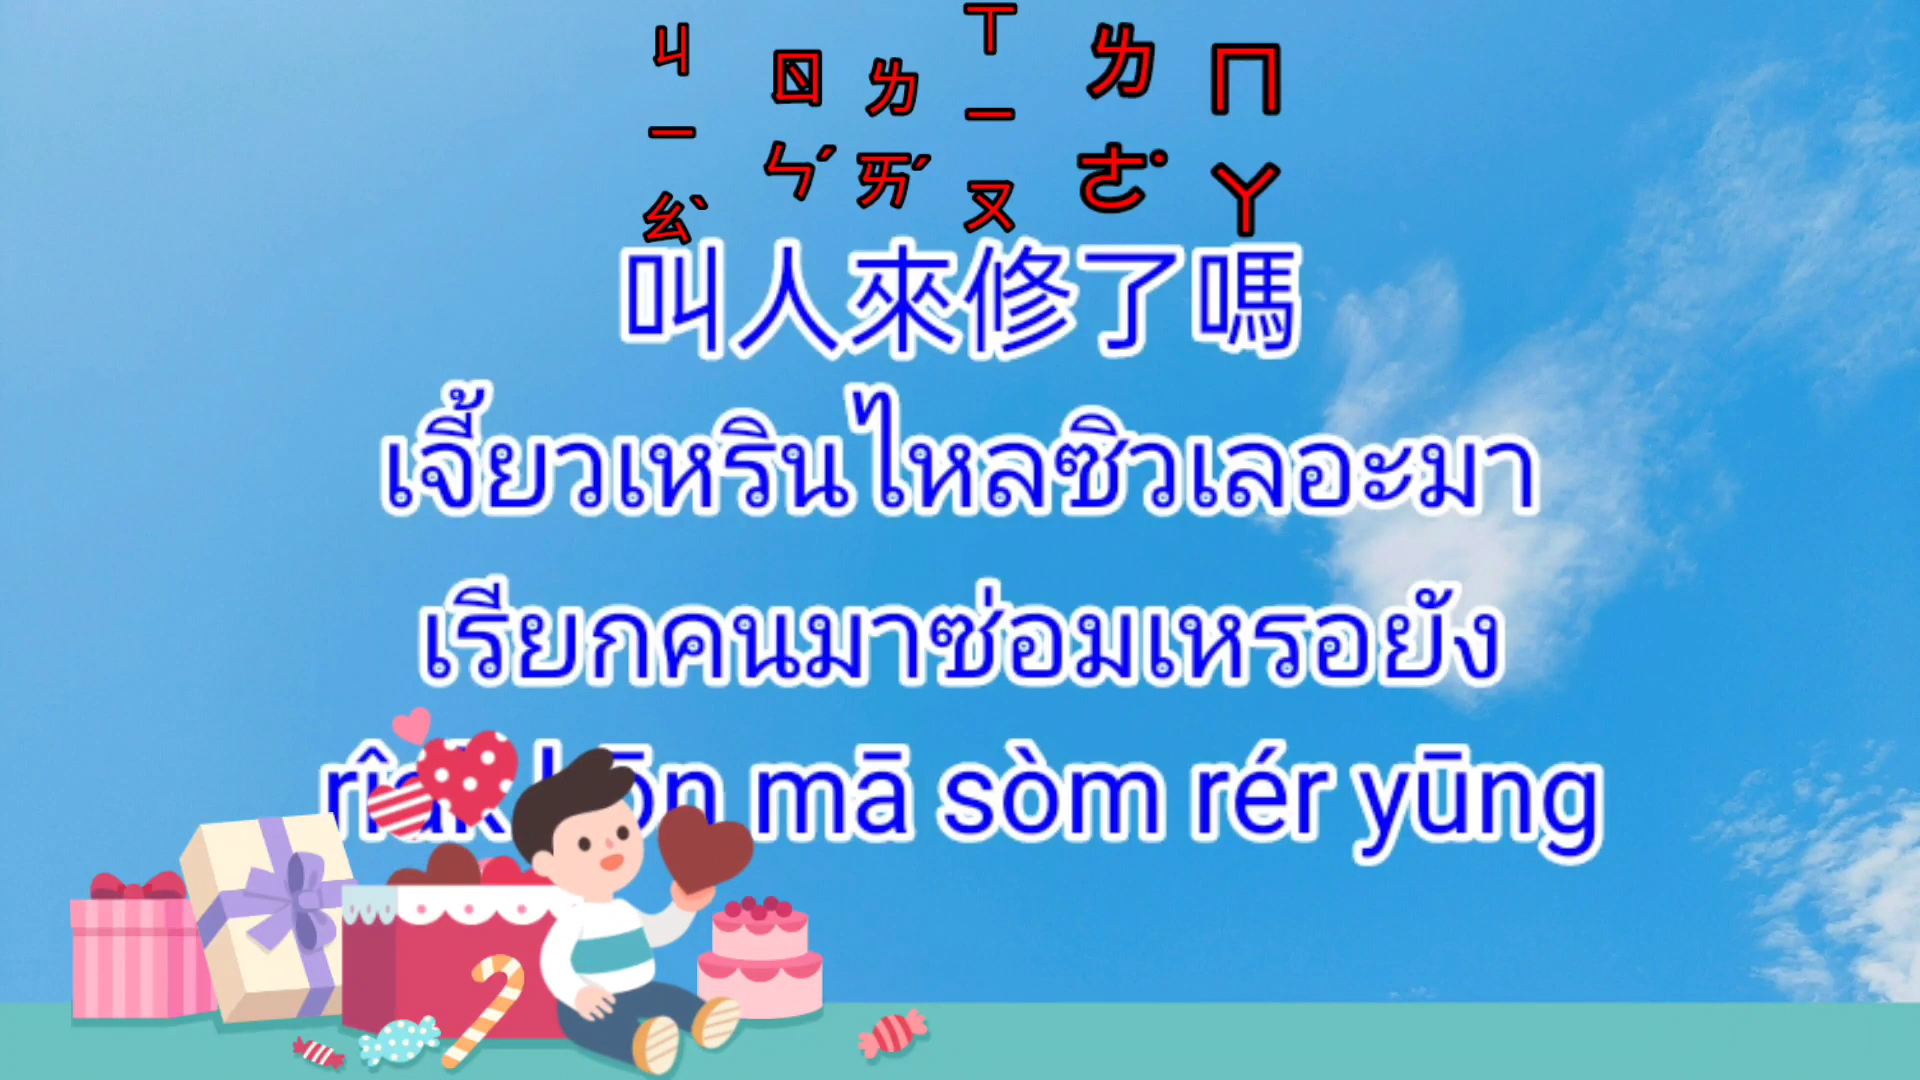 ㄐㄧㄠˋ ㄖㄣˊ ㄌㄞˊ ㄒㄧㄡ ㄌㄜ˙ ㄇㄚ
叫人來修了嗎
เจี้ยวเหรินไหลซิวเลอะมา
เรียกคนมาซ่อมเหรอยัง
mā sòm rér yūng